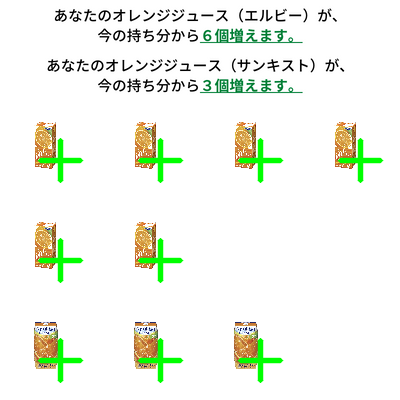 あなたのオレンジジュース（エルビー）が、
今の持ち分から６個増えます。
あなたのオレンジジュース（サンキスト）が、
今の持ち分から３個増えます。